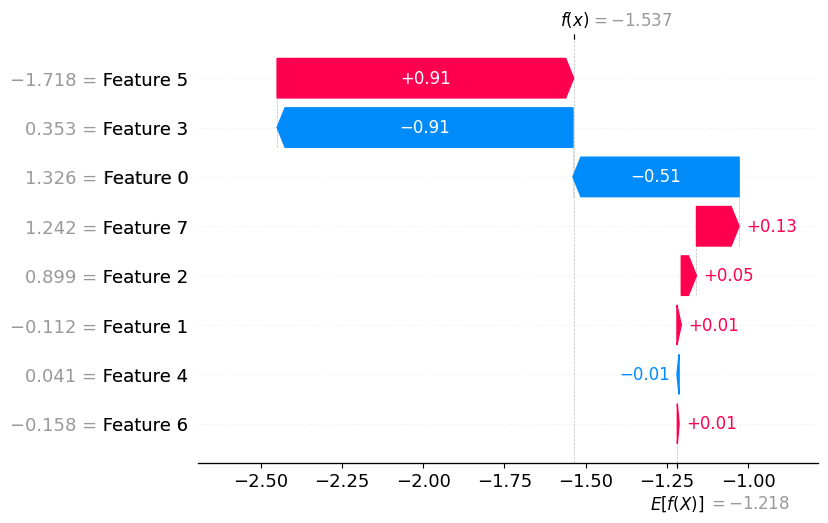 f(x) = −1.537
−1.718 = Feature 5 +0.91
0.353 = Feature 3 −0.91
1.326 = Feature 0 −0.51
1.242 = Feature 7 +0.13
0.899 = Feature 2 +0.05
−0.112 = Feature 1 +0.01
0.041 = Feature 4 −0.01
−0.158 = Feature 6 +0.01
−2.50 −2.25 −2.00 −1.75 −1.50 −1.25 −1.00
E[f(X)] = −1.218